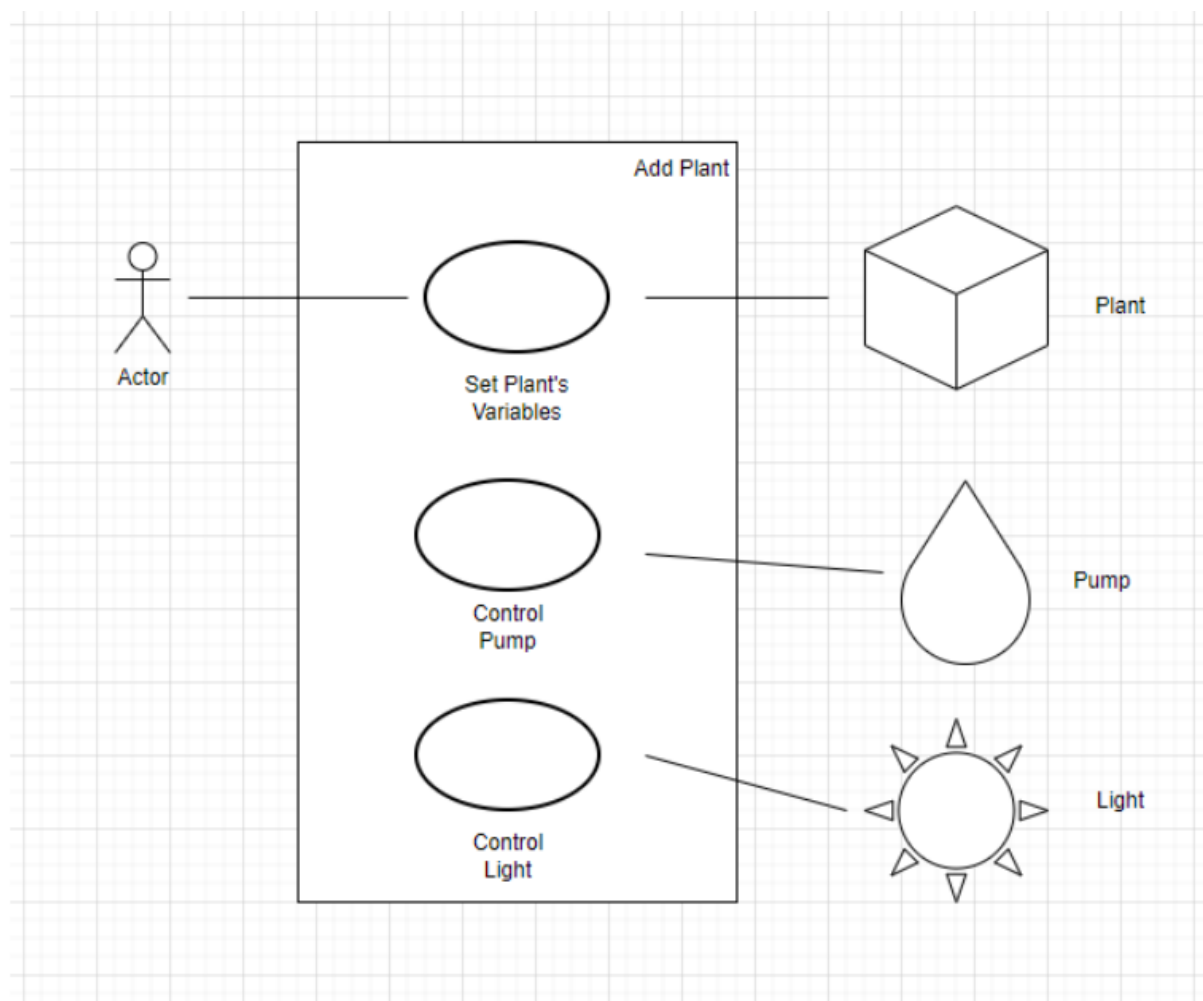 Add Plant
Actor
Set Plant's
Variables
Plant
Control
Pump
Pump
Control
Light
Light